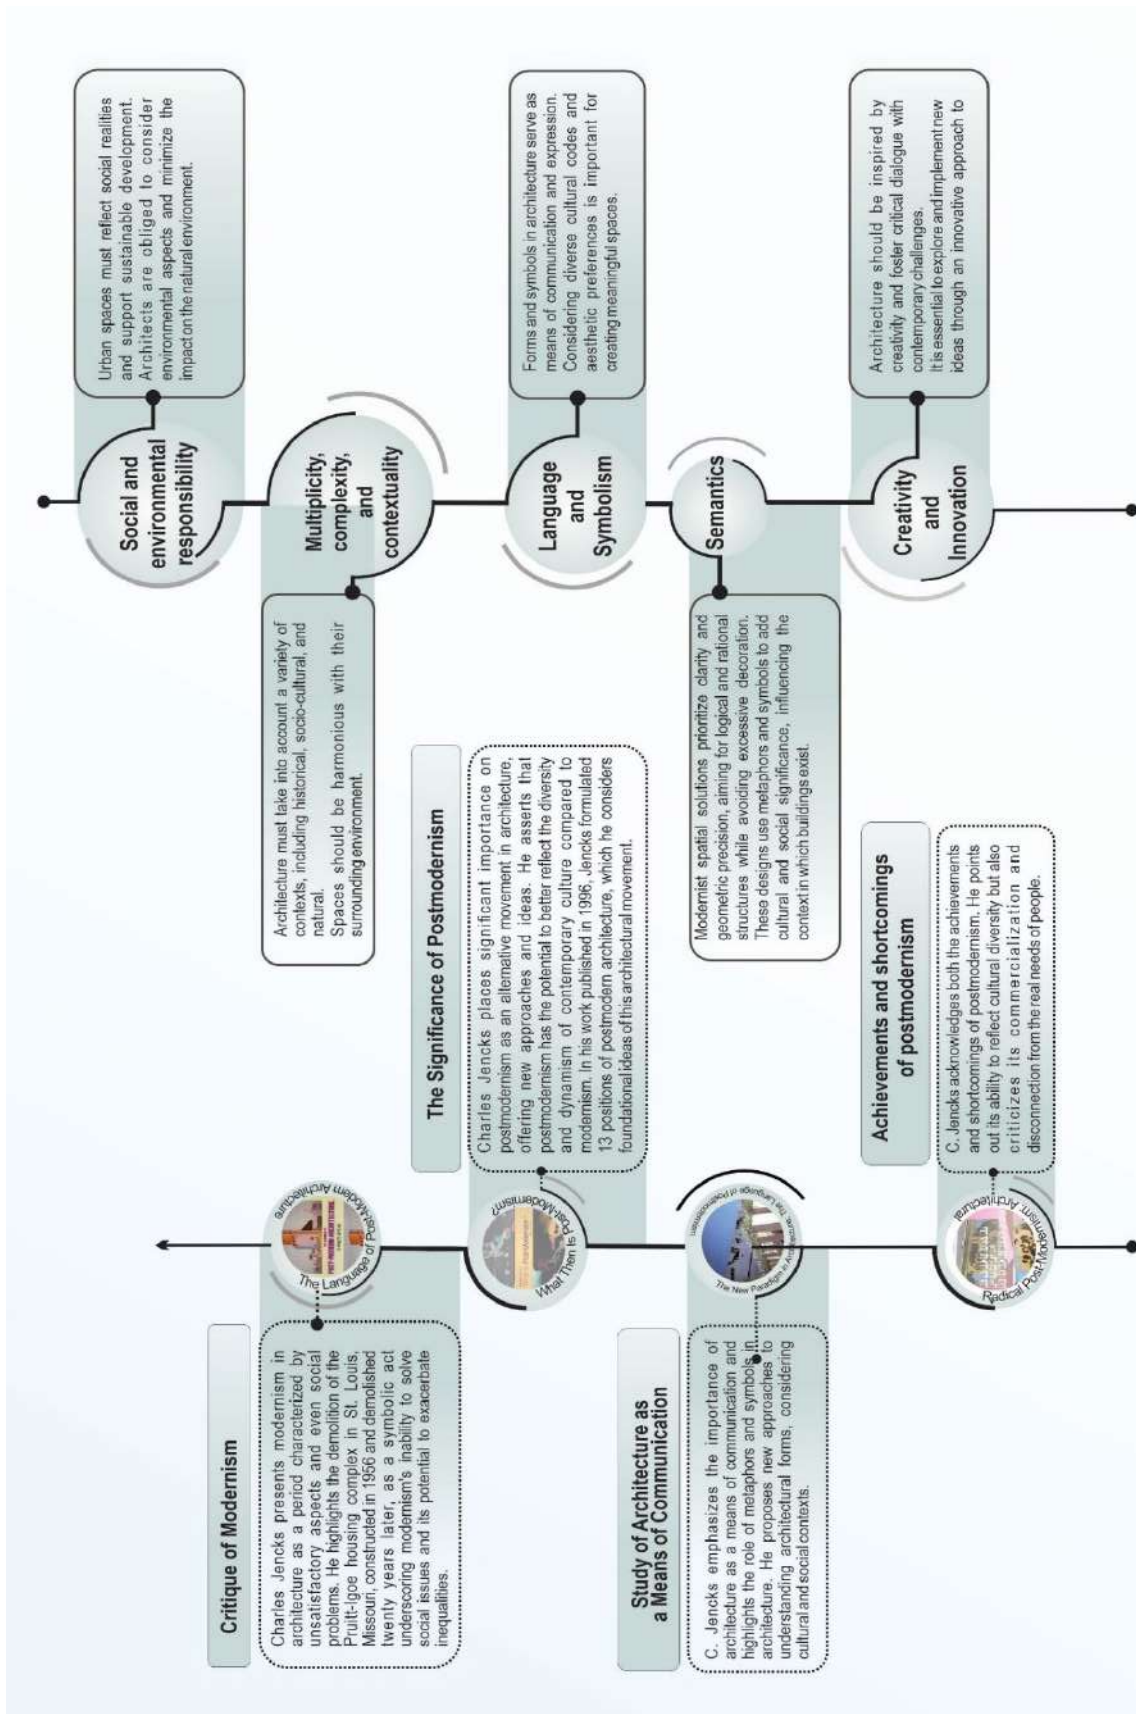 Critique of Modernism
Charles Jencks presents modernism in
architecture as a period characterized by
unsatisfactory aspects and even social
problems. He highlights the demolition of the
Pruitt-Igoe housing complex in St. Louis,
Missouri, constructed in 1956 and demolished
twenty years later, as a symbolic act
underscoring modernism's inability to solve
social issues and its potential to exacerbate
inequalities.
The Language of Post-Modern Architecture
POST-MODERN ARCHITECTURE
The Significance of Postmodernism
Charles Jencks places significant importance on
postmodernism as an alternative movement in architecture,
offering new approaches and ideas. He asserts that
postmodernism has the potential to better reflect the diversity
and dynamism of contemporary culture compared to
modernism. In his work published in 1996, Jencks formulated
13 positions of postmodern architecture, which he considers
foundational ideas of this architectural movement.
What Then Is Post-Modernism?
Study of Architecture as
a Means of Communication
C. Jencks emphasizes the importance of
architecture as a means of communication and
highlights the role of metaphors and symbols in
architecture. He proposes new approaches to
understanding architectural forms, considering
cultural and social contexts.
The New Paradigm in Architecture: The Language of Postmodernism
Achievements and shortcomings
of postmodernism
C. Jencks acknowledges both the achievements
and shortcomings of postmodernism. He points
out its ability to reflect cultural diversity but also
criticizes its commercialization and
disconnection from the real needs of people.
Radical Post-Modernism: Architectural
Social and
environmental
responsibility
Urban spaces must reflect social realities
and support sustainable development.
Architects are obliged to consider
environmental aspects and minimize the
impact on the natural environment.
Multiplicity,
complexity,
and
contextuality
Architecture must take into account a variety of
contexts, including historical, socio-cultural, and
natural.
Spaces should be harmonious with their
surrounding environment.
Language
and
Symbolism
Forms and symbols in architecture serve as
means of communication and expression.
Considering diverse cultural codes and
aesthetic preferences is important for
creating meaningful spaces.
Semantics
Modernist spatial solutions prioritize clarity and
geometric precision, aiming for logical and rational
structures while avoiding excessive decoration.
These designs use metaphors and symbols to add
cultural and social significance, influencing the
context in which buildings exist.
Creativity
and
Innovation
Architecture should be inspired by
creativity and foster critical dialogue with
contemporary challenges.
It is essential to explore and implement new
ideas through an innovative approach to